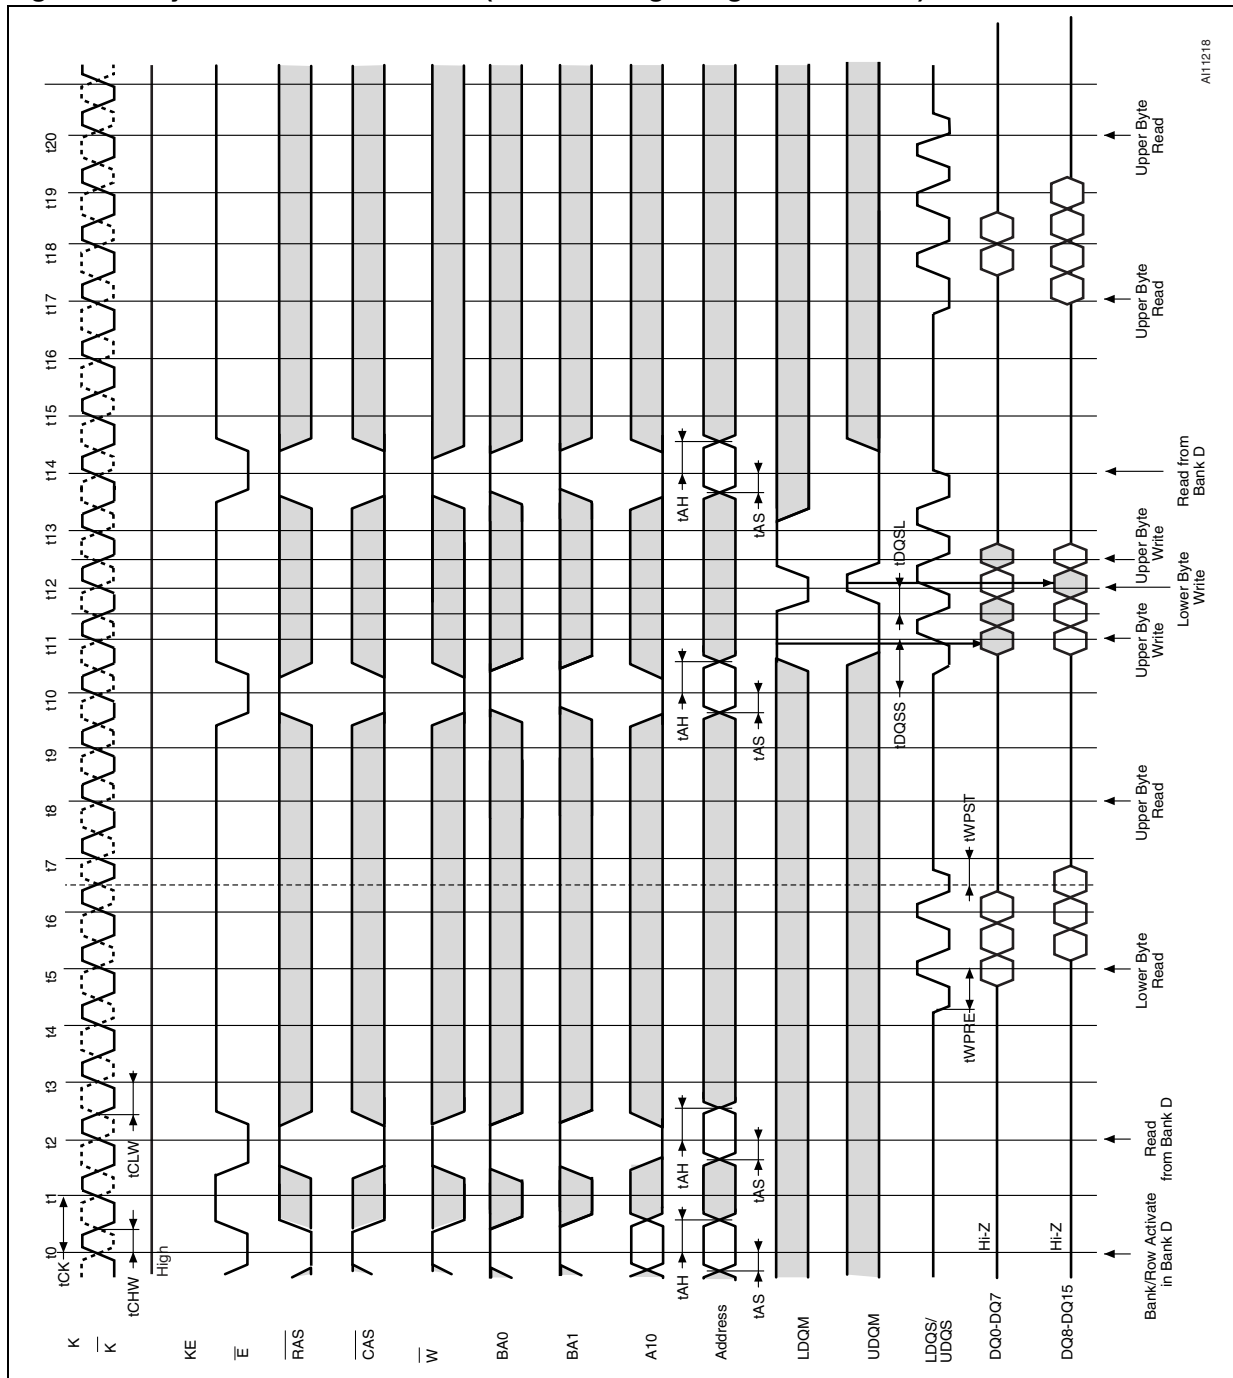 tCK
tCHW
tCLW
t0
t1
t2
t3
t4
t5
t6
t7
t8
t9
t10
t11
t12
t13
t14
t15
t16
t17
t18
t19
t20
K
K
High
KE
E
RAS
CAS
W
BA0
BA1
A10
tAH
tAH
tAH
tAH
Address
tAS
tAS
tAS
tAS
LDQM
UDQM
tDQSS
tDQSL
LDQS/
UDQS
tWPRE
tWPST
DQ0-DQ7
Hi-Z
DQ8-DQ15
Hi-Z
Bank/Row Activate
in Bank D
Read
from Bank D
Lower Byte
Read
Upper Byte
Read
Upper Byte
Write
Lower Byte
Write
Upper Byte
Write
Read from
Bank D
Upper Byte
Read
Upper Byte
Read
AI11218